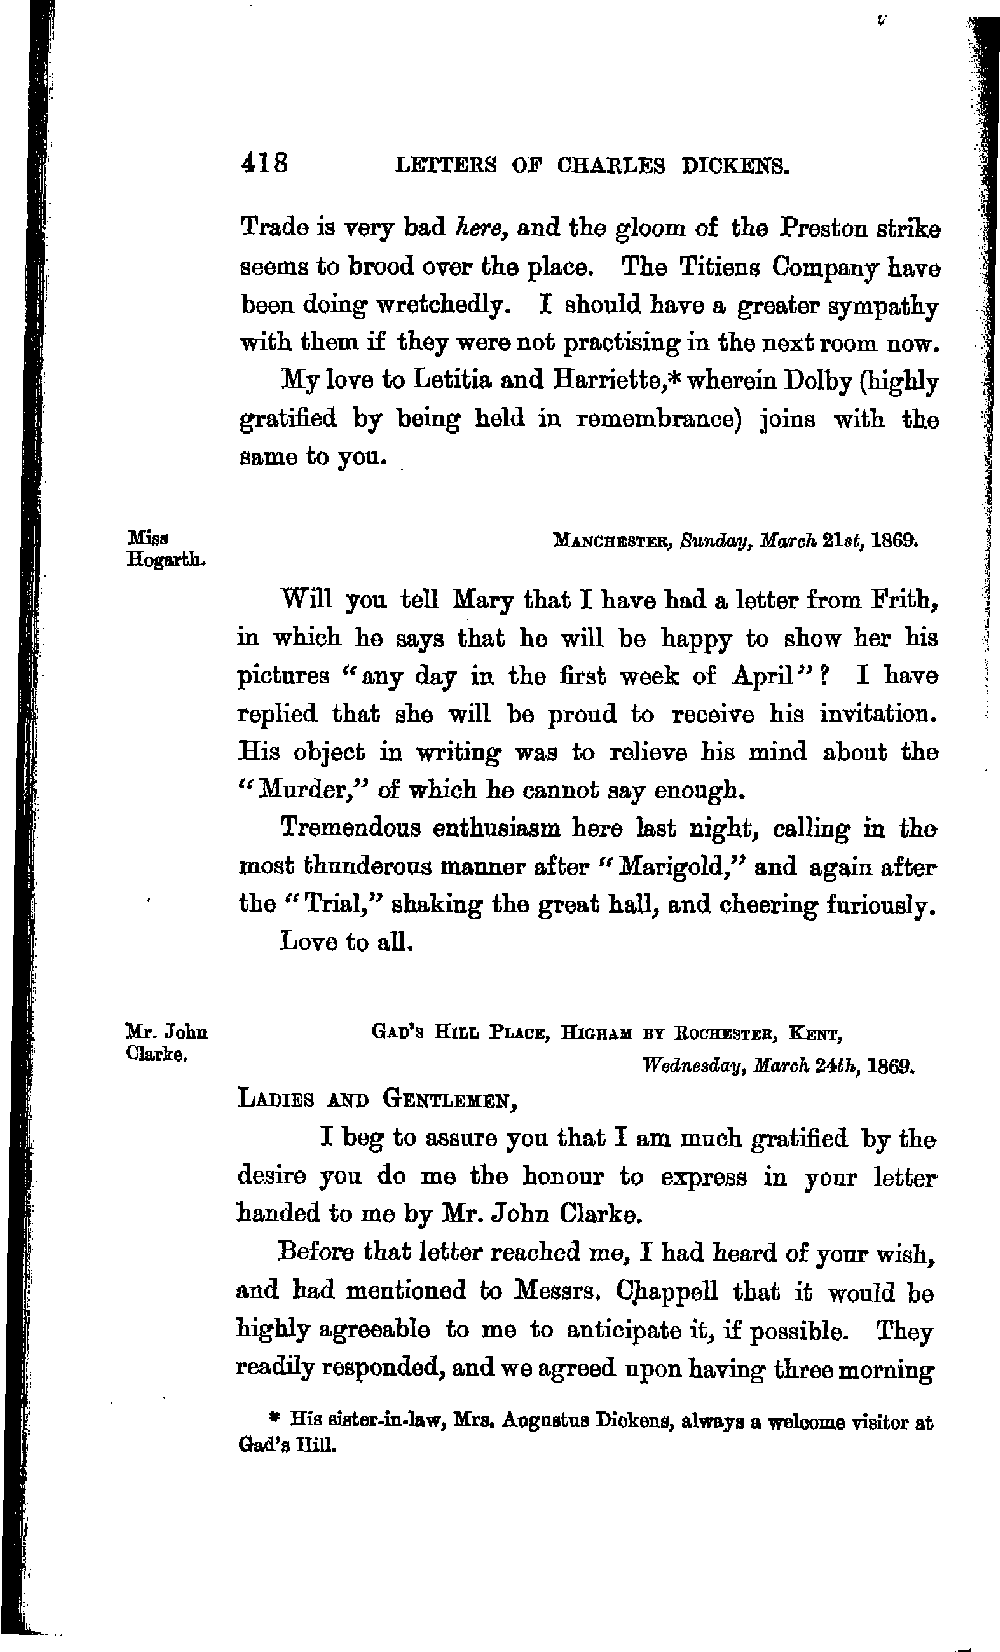 418 LETTERS OF CHARLES DICKENS.
Trade is very bad here, and the gloom of the Preston strike
seems to brood over the place. The Titiens Company have
been doing wretchedly. I should have a greater sympathy
with them if they were not practising in the next room now.
My love to Letitia and Harriette,* wherein Dolby (highly
gratified by being held in remembrance) joins with the
same to you.
Miss
Hogarth.
MANCHESTER, Sunday, March 21st, 1869.
Will you tell Mary that I have had a letter from Frith,
in which he says that he will be happy to show her his
pictures "any day in the first week of April"? I have
replied that she will be proud to receive his invitation.
His object in writing was to relieve his mind about the
"Murder," of which he cannot say enough.
Tremendous enthusiasm here last night, calling in the
most thunderous manner after "Marigold," and again after
the "Trial," shaking the great hall, and cheering furiously.
Love to all.
Mr. John
Clarke.
GAD'S HILL PLACE, HIGHAM BY ROCHESTER, KENT,
Wednesday, March 24th, 1869.
LADIES AND GENTLEMEN,
I beg to assure you that I am much gratified by the
desire you do me the honour to express in your letter
handed to me by Mr. John Clarke.
Before that letter reached me, I had heard of your wish,
and had mentioned to Messrs. Chappell that it would be
highly agreeable to me to anticipate it, if possible. They
readily responded, and we agreed upon having three morning
* His sister-in-law, Mrs. Augustus Dickens, always a welcome visitor at
Gad's Hill.